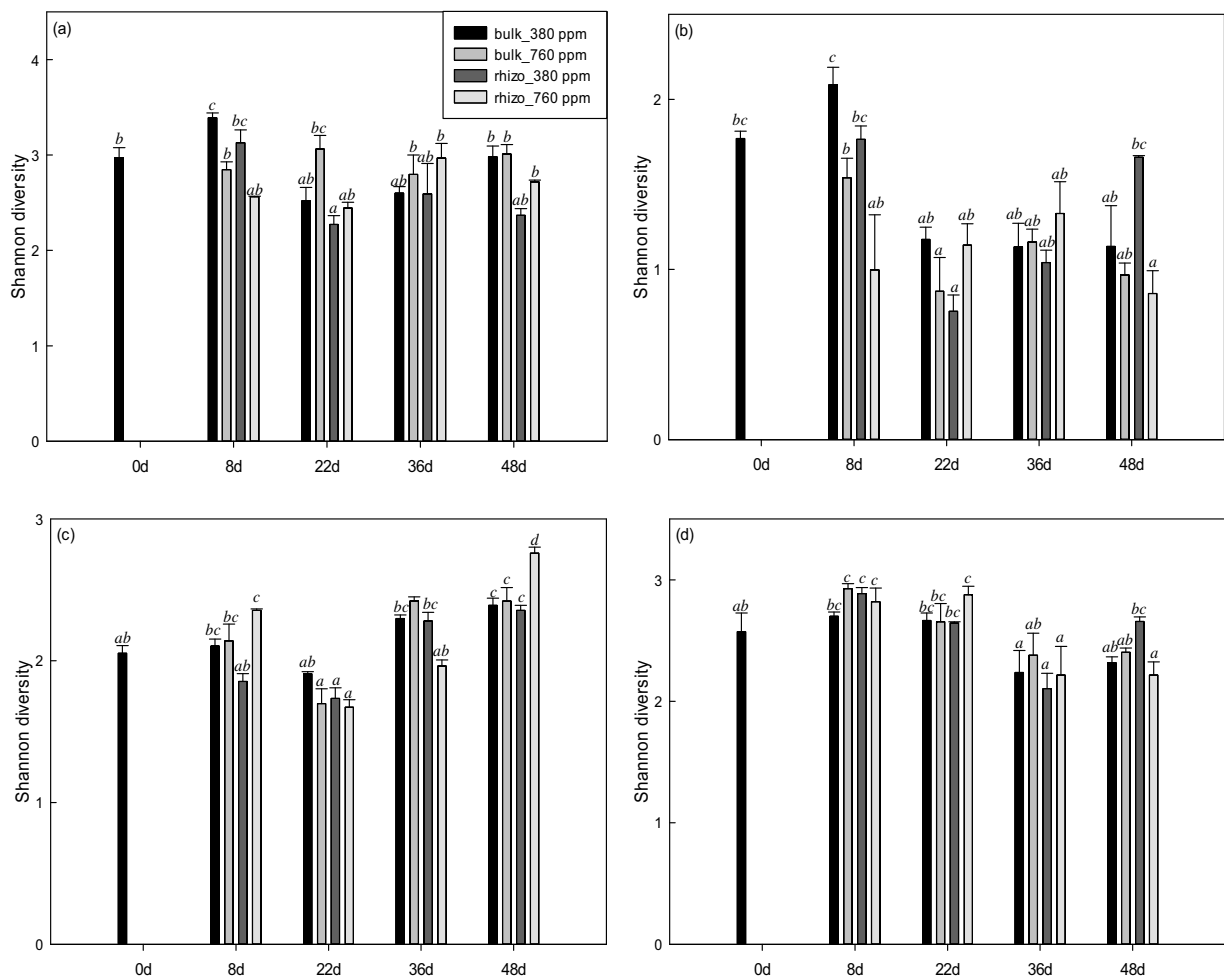 (a)
bulk_380 ppm
bulk_760 ppm
rhizo_380 ppm
rhizo_760 ppm
Shannon diversity
4
3
2
1
0
b
c b bc ab
ab bc a ab
ab b ab b
b b ab b
0d 8d 22d 36d 48d
(b)
Shannon diversity
2
1
0
bc
c b bc ab
ab a a ab
ab ab ab ab
ab ab bc a
0d 8d 22d 36d 48d
(c)
Shannon diversity
3
2
1
0
ab
bc bc ab c
ab a a a
bc bc ab
c c c d
0d 8d 22d 36d 48d
(d)
Shannon diversity
3
2
1
0
ab
bc c c c
bc bc bc c
a ab a a
ab ab bc a
0d 8d 22d 36d 48d